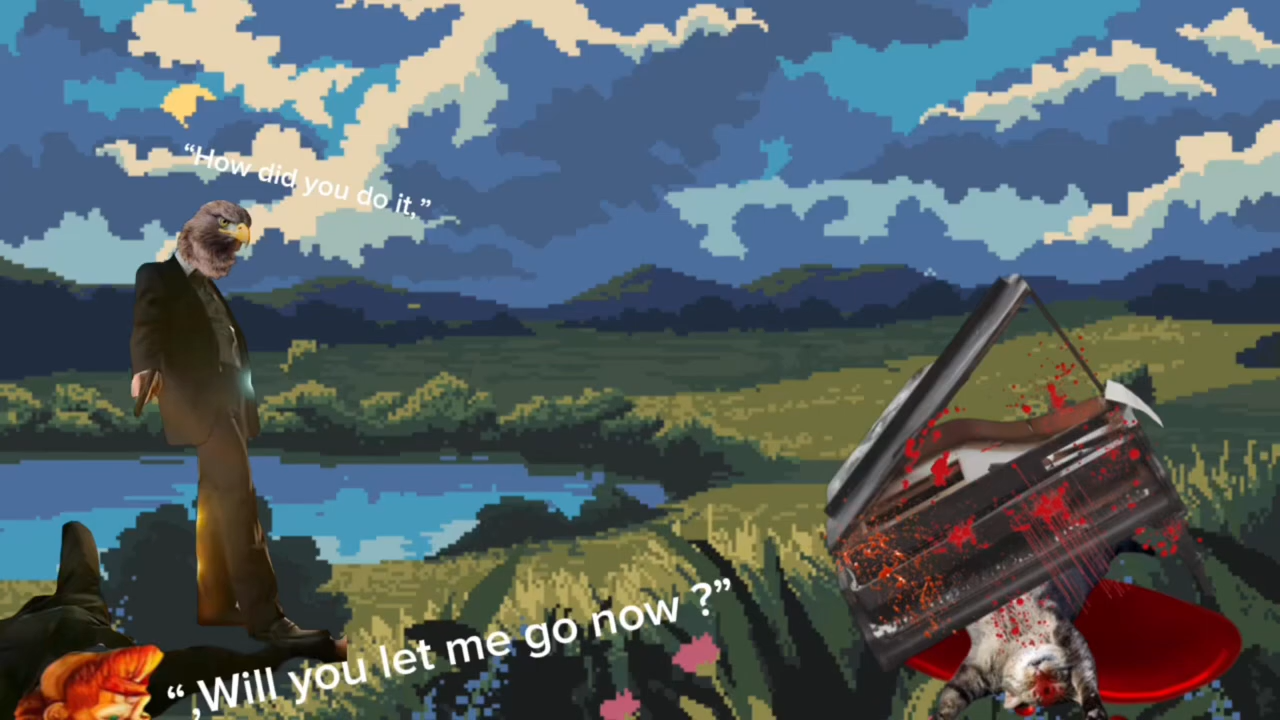 “How did you do it,”
“ ,Will you let me go now ?”